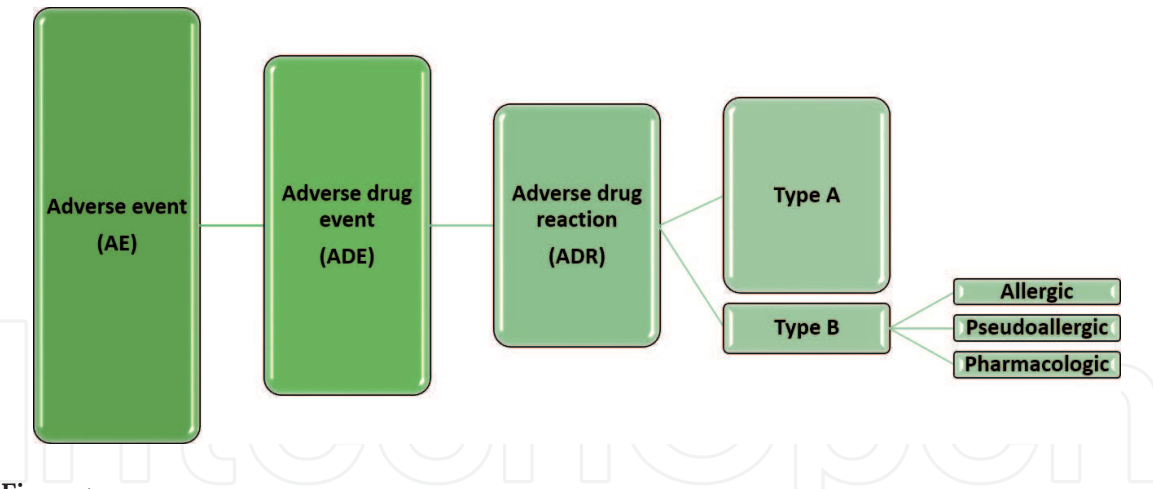 Adverse event
(AE)
Adverse drug
event
(ADE)
Adverse drug
reaction
(ADR)
Type A
Type B
Allergic
Pseudoallergic
Pharmacologic